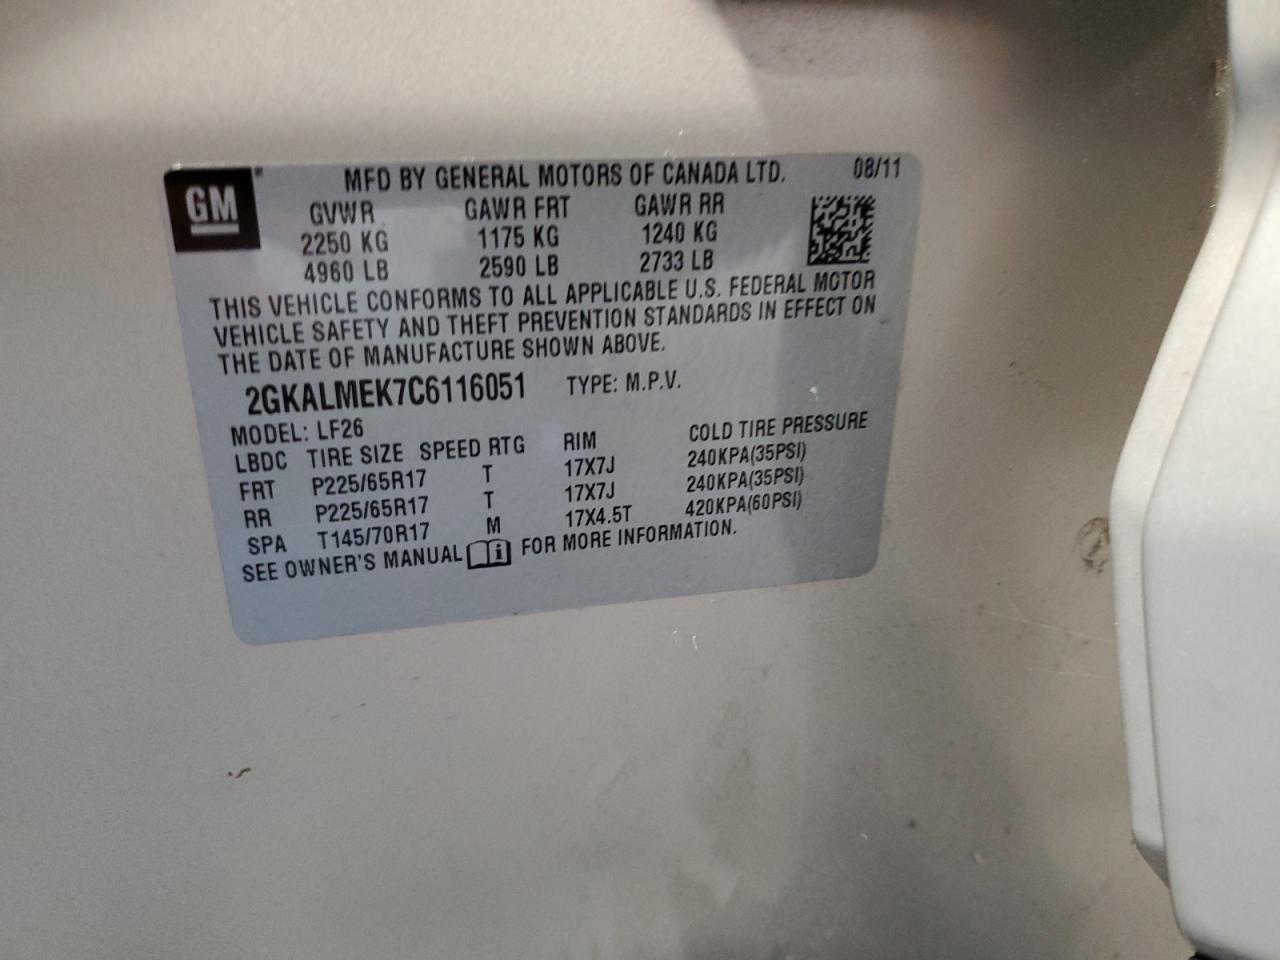 GM
MFD BY GENERAL MOTORS OF CANADA LTD. 08/11
GVWR GAWR FRT GAWR RR
2250 KG 1175 KG 1240 KG
4960 LB 2590 LB 2733 LB
THIS VEHICLE CONFORMS TO ALL APPLICABLE U.S. FEDERAL MOTOR
VEHICLE SAFETY AND THEFT PREVENTION STANDARDS IN EFFECT ON
THE DATE OF MANUFACTURE SHOWN ABOVE.
2GKALMEK7C6116051 TYPE: M.P.V.
MODEL: LF26
LBDC TIRE SIZE SPEED RTG RIM COLD TIRE PRESSURE
FRT P225/65R17 T 17X7J 240KPA(35PSI)
RR P225/65R17 T 17X7J 240KPA(35PSI)
SPA T145/70R17 M 17X4.5T 420KPA(60PSI)
SEE OWNER'S MANUAL i FOR MORE INFORMATION.